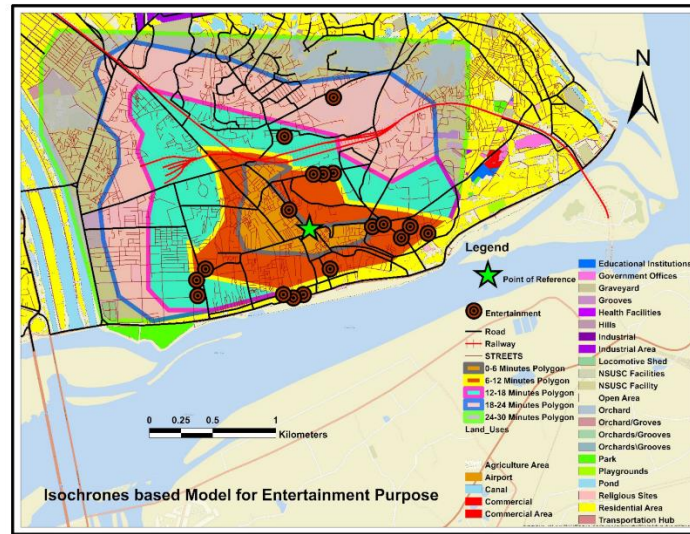 N
Legend
Point of Reference
Entertainment
Road
Railway
STREETS
0-6 Minutes Polygon
6-12 Minutes Polygon
12-18 Minutes Polygon
18-24 Minutes Polygon
24-30 Minutes Polygon
Land_Uses
Agriculture Area
Airport
Canal
Commercial
Commercial Area
Educational Institutions
Government Offices
Graveyard
Grooves
Health Facilities
Hills
Industrial
Industrial Area
Locomotive Shed
NSUSC Facilities
NSUSC Facility
Open Area
Orchard
Orchard/Groves
Orchards/Grooves
Orchards\Grooves
Park
Playgrounds
Pond
Religious Sites
Residential Area
Transportation Hub
0 0.25 0.5 1
Kilometers
Isochrones based Model for Entertainment Purpose